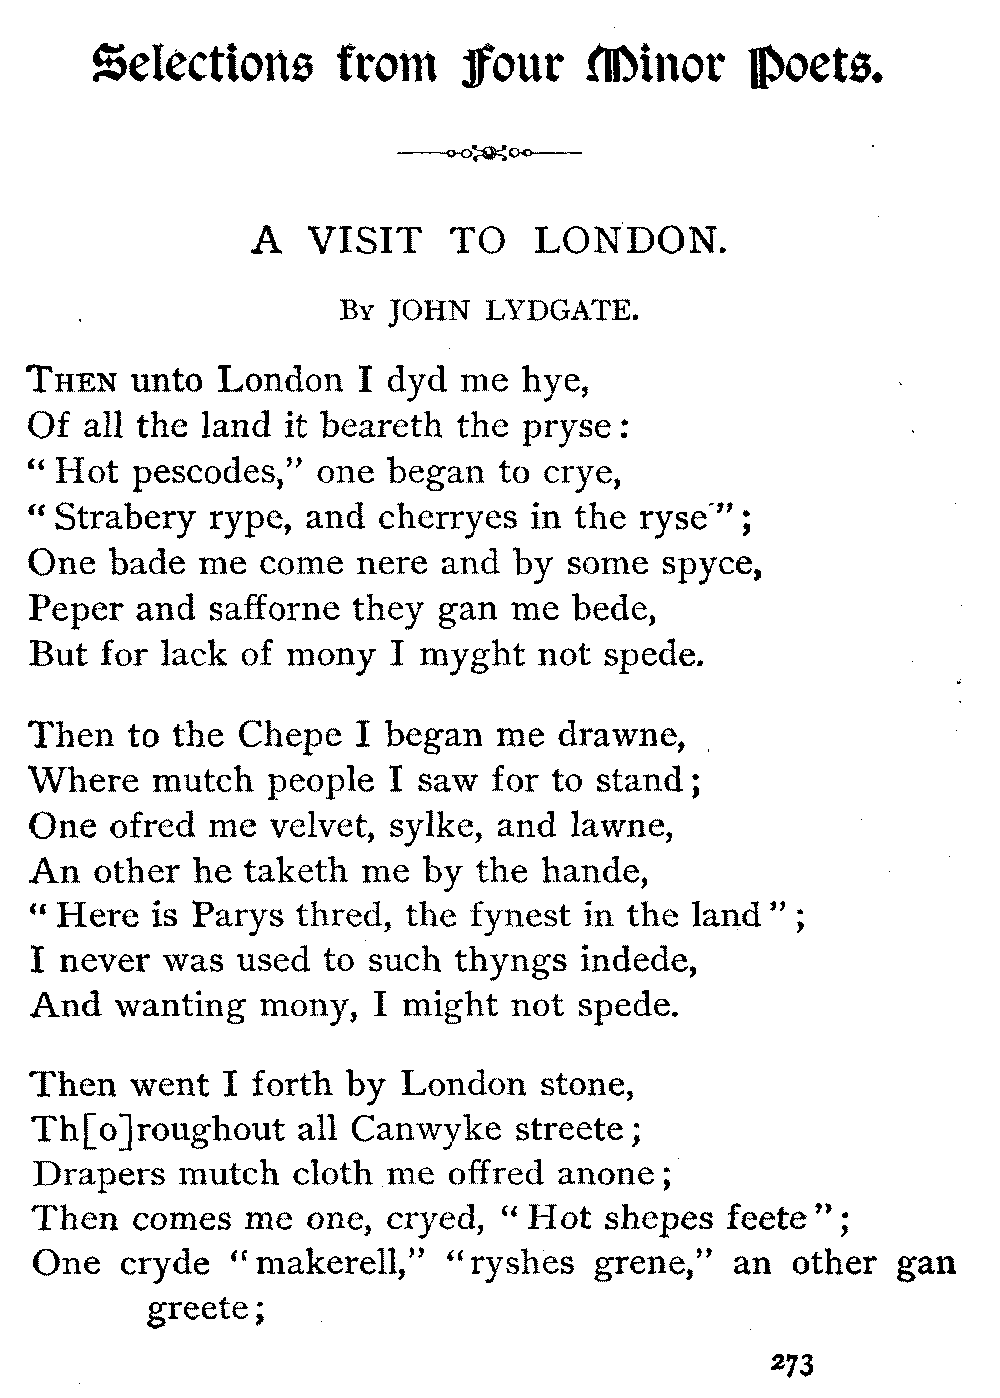 Selections from Four Minor Poets.
A VISIT TO LONDON.
By JOHN LYDGATE.
THEN unto London I dyd me hye,
Of all the land it beareth the pryse:
“Hot pescodes,” one began to crye,
“Strabery rype, and cherryes in the ryse”;
One bade me come nere and by some spyce,
Peper and safforne they gan me bede,
But for lack of mony I myght not spede.
Then to the Chepe I began me drawne,
Where mutch people I saw for to stand;
One ofred me velvet, sylke, and lawne,
An other he taketh me by the hande,
“Here is Parys thred, the fynest in the land”;
I never was used to such thyngs indede,
And wanting mony, I might not spede.
Then went I forth by London stone,
Th[o]roughout all Canwyke streete;
Drapers mutch cloth me offred anone;
Then comes me one, cryed, “Hot shepes feete”;
One cryde “makerell,” “ryshes grene,” an other gan
greete;
273